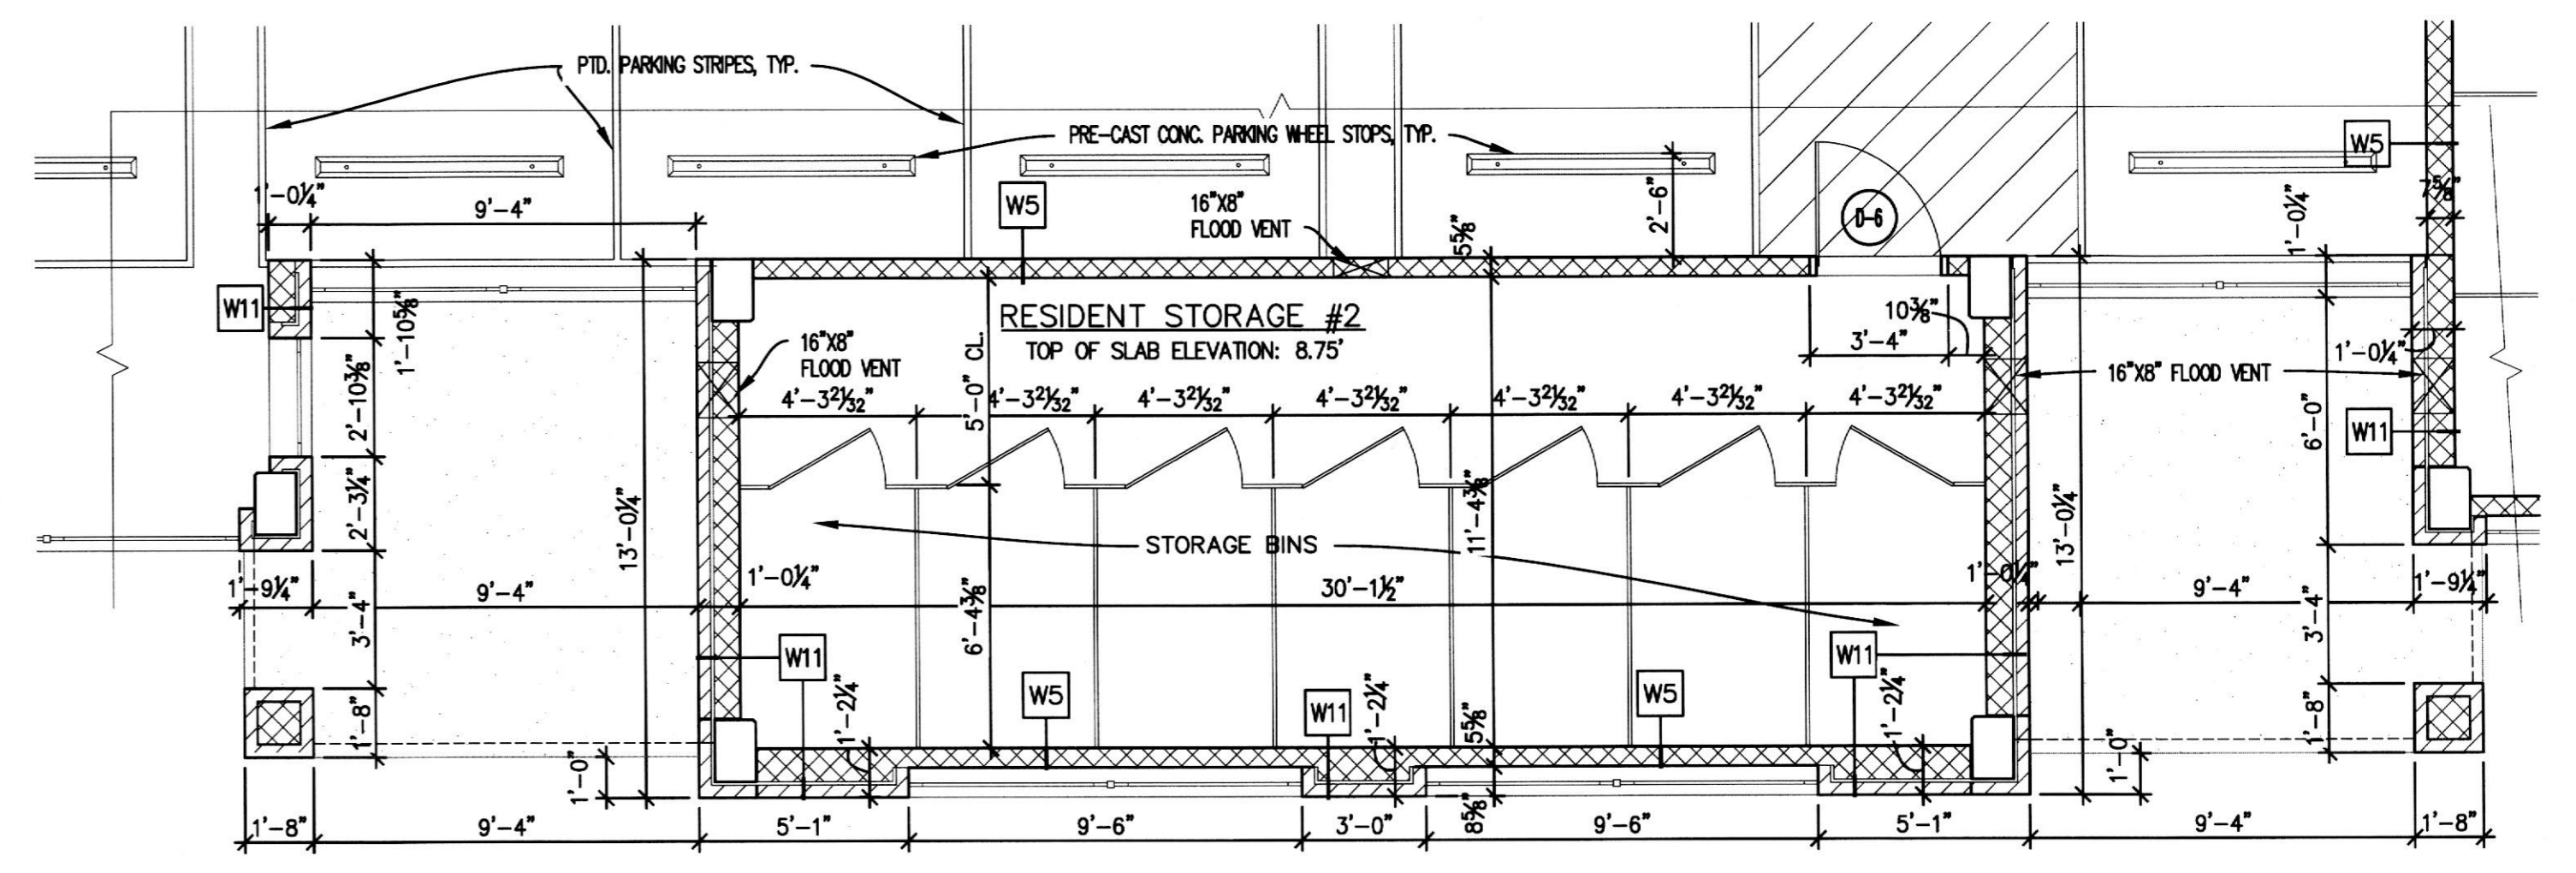 PTD. PARKING STRIPES, TYP.
PRE-CAST CONC. PARKING WHEEL STOPS, TYP.
W5
1'-0¼"
9'-4"
W5
16"X8"
FLOOD VENT
5⅝"
2'-6"
D-6
1'-0¼"
7⅝"
W11
1'-10⅝"
RESIDENT STORAGE #2
TOP OF SLAB ELEVATION: 8.75'
16"X8"
FLOOD VENT
5'-0" CL.
10⅜"
3'-4"
1'-0¼"
16"X8" FLOOD VENT
2'-10⅜"
4'-3²¹⁄₃₂"
4'-3²¹⁄₃₂"
4'-3²¹⁄₃₂"
4'-3²¹⁄₃₂"
4'-3²¹⁄₃₂"
4'-3²¹⁄₃₂"
4'-3²¹⁄₃₂"
6'-0"
W11
2'-3¼"
13'-0¼"
STORAGE BINS
11'-4⅜"
13'-0¼"
1'-9¼"
9'-4"
1'-0¼"
30'-1½"
1'-0¼"
9'-4"
1'-9¼"
3'-4"
6'-4⅜"
3'-4"
W11
W11
1'-8"
1'-2¼"
W5
W11
1'-2¼"
5⅝"
W5
1'-2¼"
1'-8"
1'-0"
1'-0"
8⅝"
1'-8"
9'-4"
5'-1"
9'-6"
3'-0"
9'-6"
5'-1"
9'-4"
1'-8"